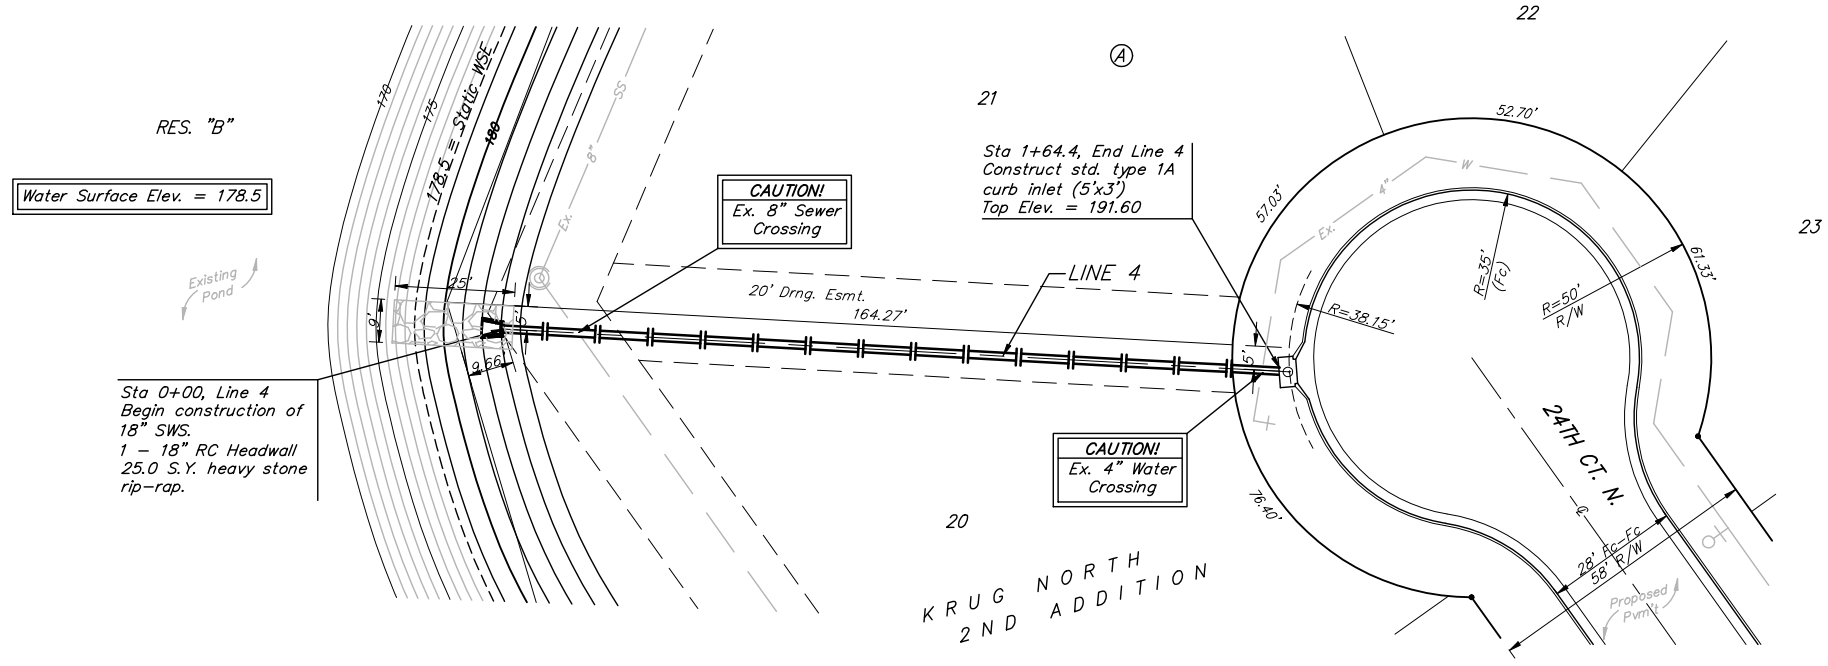 22
A
21
RES. "B"
170
175
178.5 = Static WSE
180
SS
8"
Ex.
52.70'
Sta 1+64.4, End Line 4
Construct std. type 1A
curb inlet (5'x3')
Top Elev. = 191.60
57.03'
W
4"
Ex.
23
Water Surface Elev. = 178.5
CAUTION!
Ex. 8" Sewer
Crossing
61.33'
R=35'
(Fc)
R=50'
R/W
Existing
Pond
25'
9'
5'
LINE 4
20' Drng. Esmt.
164.27'
R=38.15'
5'
9.66'
Sta 0+00, Line 4
Begin construction of
18" SWS.
1 - 18" RC Headwall
25.0 S.Y. heavy stone
rip-rap.
CAUTION!
Ex. 4" Water
Crossing
76.40'
24TH CT. N.
20
28' Fc-Fc
58' R/W
KRUG NORTH
2ND ADDITION
Proposed
Pvm't